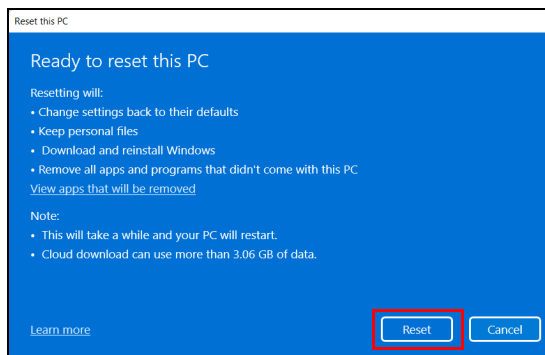 Reset this PC
Ready to reset this PC
Resetting will:
• Change settings back to their defaults
• Keep personal files
• Download and reinstall Windows
• Remove all apps and programs that didn't come with this PC
View apps that will be removed
Note:
• This will take a while and your PC will restart.
• Cloud download can use more than 3.06 GB of data.
Learn more
Reset
Cancel